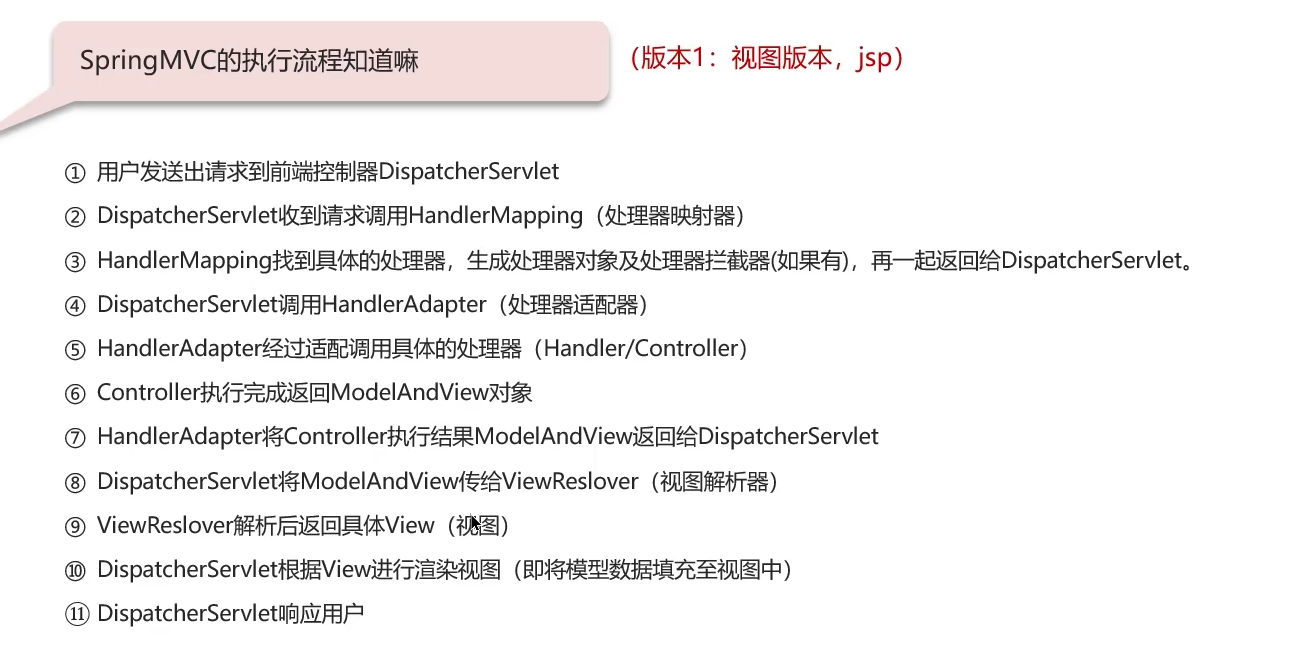 SpringMVC的执行流程知道嘛
（版本1：视图版本，jsp）
① 用户发送出请求到前端控制器DispatcherServlet
② DispatcherServlet收到请求调用HandlerMapping（处理器映射器）
③ HandlerMapping找到具体的处理器，生成处理器对象及处理器拦截器(如果有)，再一起返回给DispatcherServlet。
④ DispatcherServlet调用HandlerAdapter（处理器适配器）
⑤ HandlerAdapter经过适配调用具体的处理器（Handler/Controller）
⑥ Controller执行完成返回ModelAndView对象
⑦ HandlerAdapter将Controller执行结果ModelAndView返回给DispatcherServlet
⑧ DispatcherServlet将ModelAndView传给ViewReslover（视图解析器）
⑨ ViewReslover解析后返回具体View（视图）
⑩ DispatcherServlet根据View进行渲染视图（即将模型数据填充至视图中）
⑪ DispatcherServlet响应用户